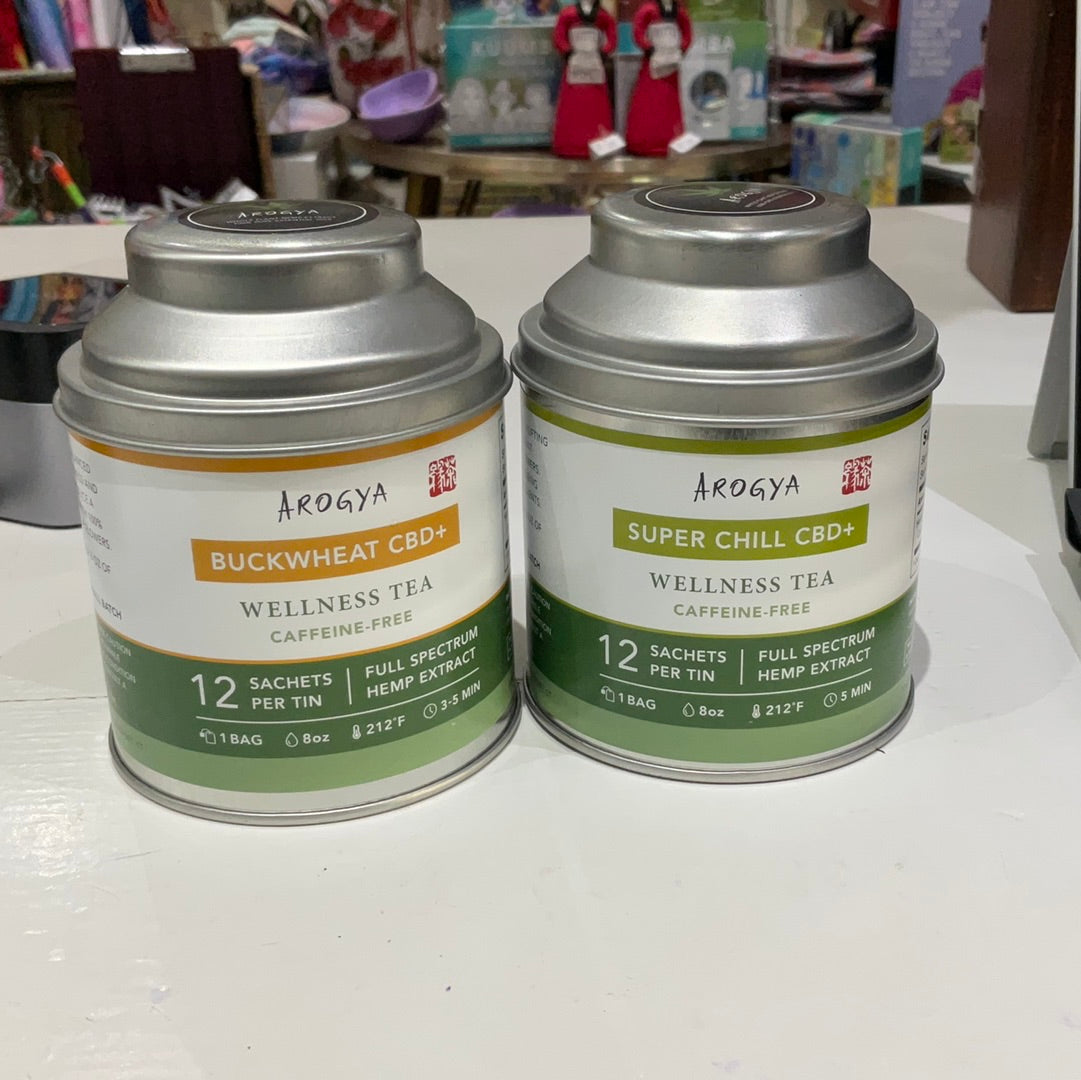 AROGYA
AROGYA
BUCKWHEAT CBD+
WELLNESS TEA
CAFFEINE-FREE
12 SACHETS PER TIN
FULL SPECTRUM HEMP EXTRACT
1 BAG 8oz 212°F 3-5 MIN
AROGYA
SUPER CHILL CBD+
WELLNESS TEA
CAFFEINE-FREE
12 SACHETS PER TIN
FULL SPECTRUM HEMP EXTRACT
1 BAG 8oz 212°F 5 MIN